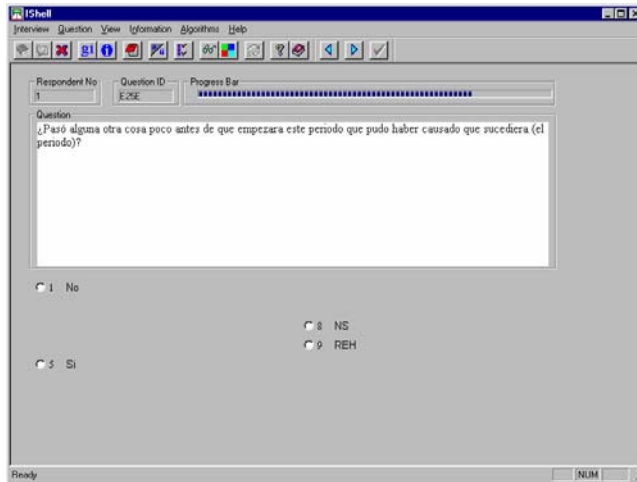 IShell
Interview Question View Information Algorithms Help
g1
Respondent No
Question ID
Progress Bar
1
E25E
Question
¿Pasó alguna otra cosa poco antes de que empezara este periodo que pudo haber causado que sucediera (el
periodo)?
1 No
8 NS
9 REH
5 Si
Ready
NUM